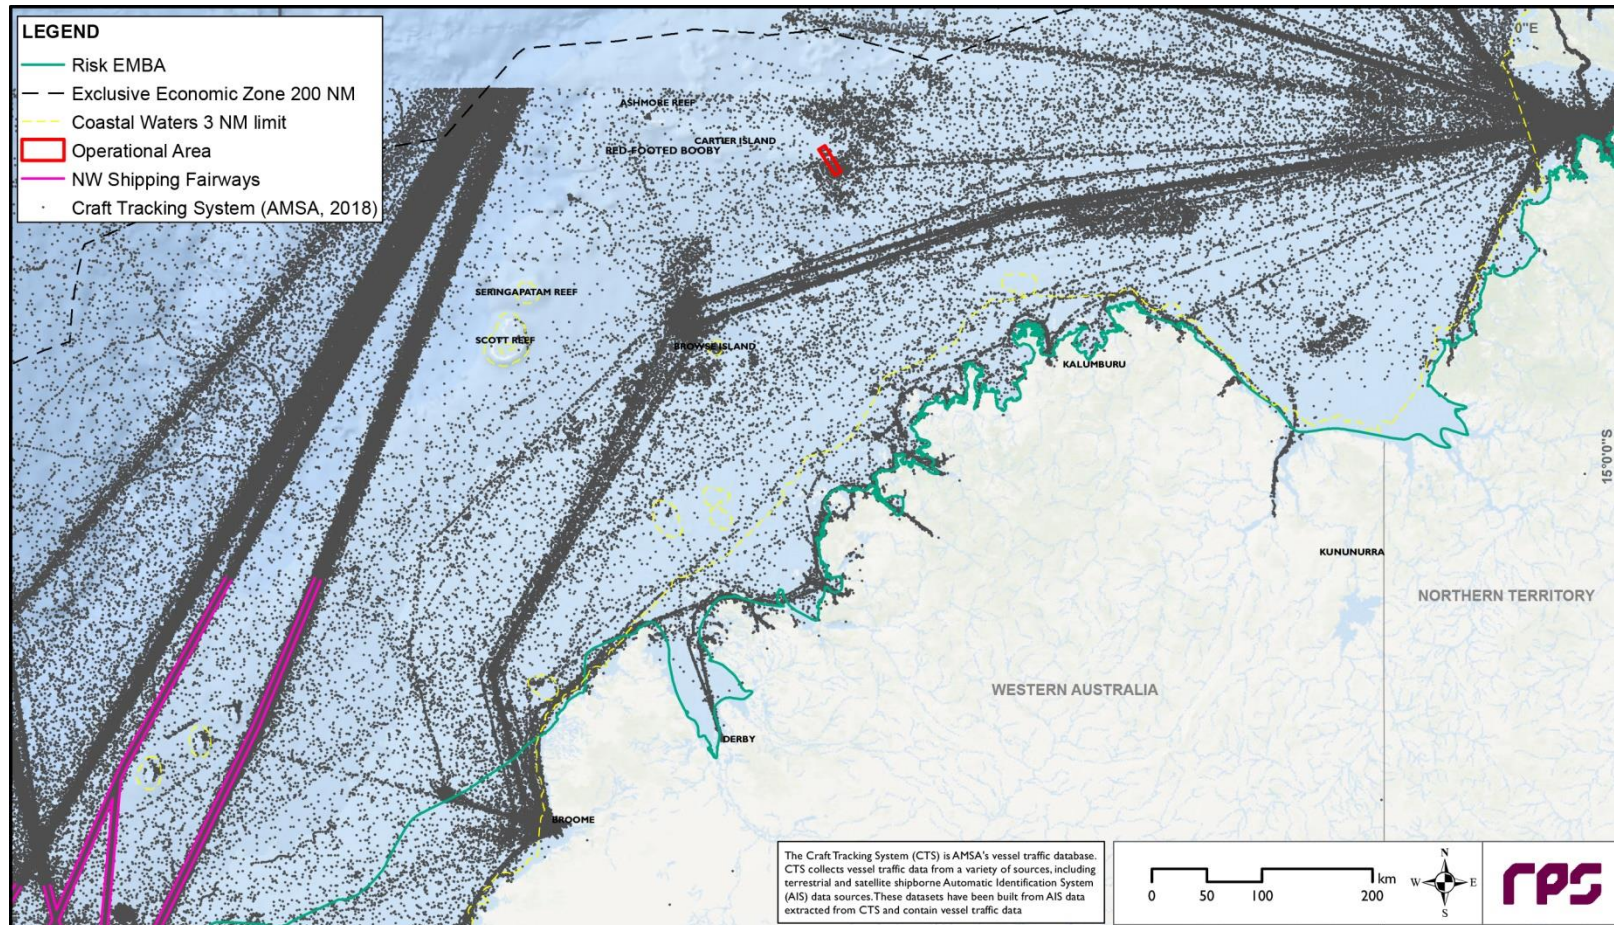 LEGEND
Risk EMBA
Exclusive Economic Zone 200 NM
Coastal Waters 3 NM limit
Operational Area
NW Shipping Fairways
Craft Tracking System (AMSA, 2018)
0"E
ASHMORE REEF
CARTIER ISLAND
RED-FOOTED BOOBY
SERINGAPATAM REEF
SCOTT REEF
BROWSE ISLAND
KALUMBURU
15°0'0"S
KUNUNURRA
NORTHERN TERRITORY
WESTERN AUSTRALIA
DERBY
BROOME
The Craft Tracking System (CTS) is AMSA's vessel traffic database.
CTS collects vessel traffic data from a variety of sources, including
terrestrial and satellite shipborne Automatic Identification System
(AIS) data sources. These datasets have been built from AIS data
extracted from CTS and contain vessel traffic data
km
0 50 100 200
N
W E
S
rps